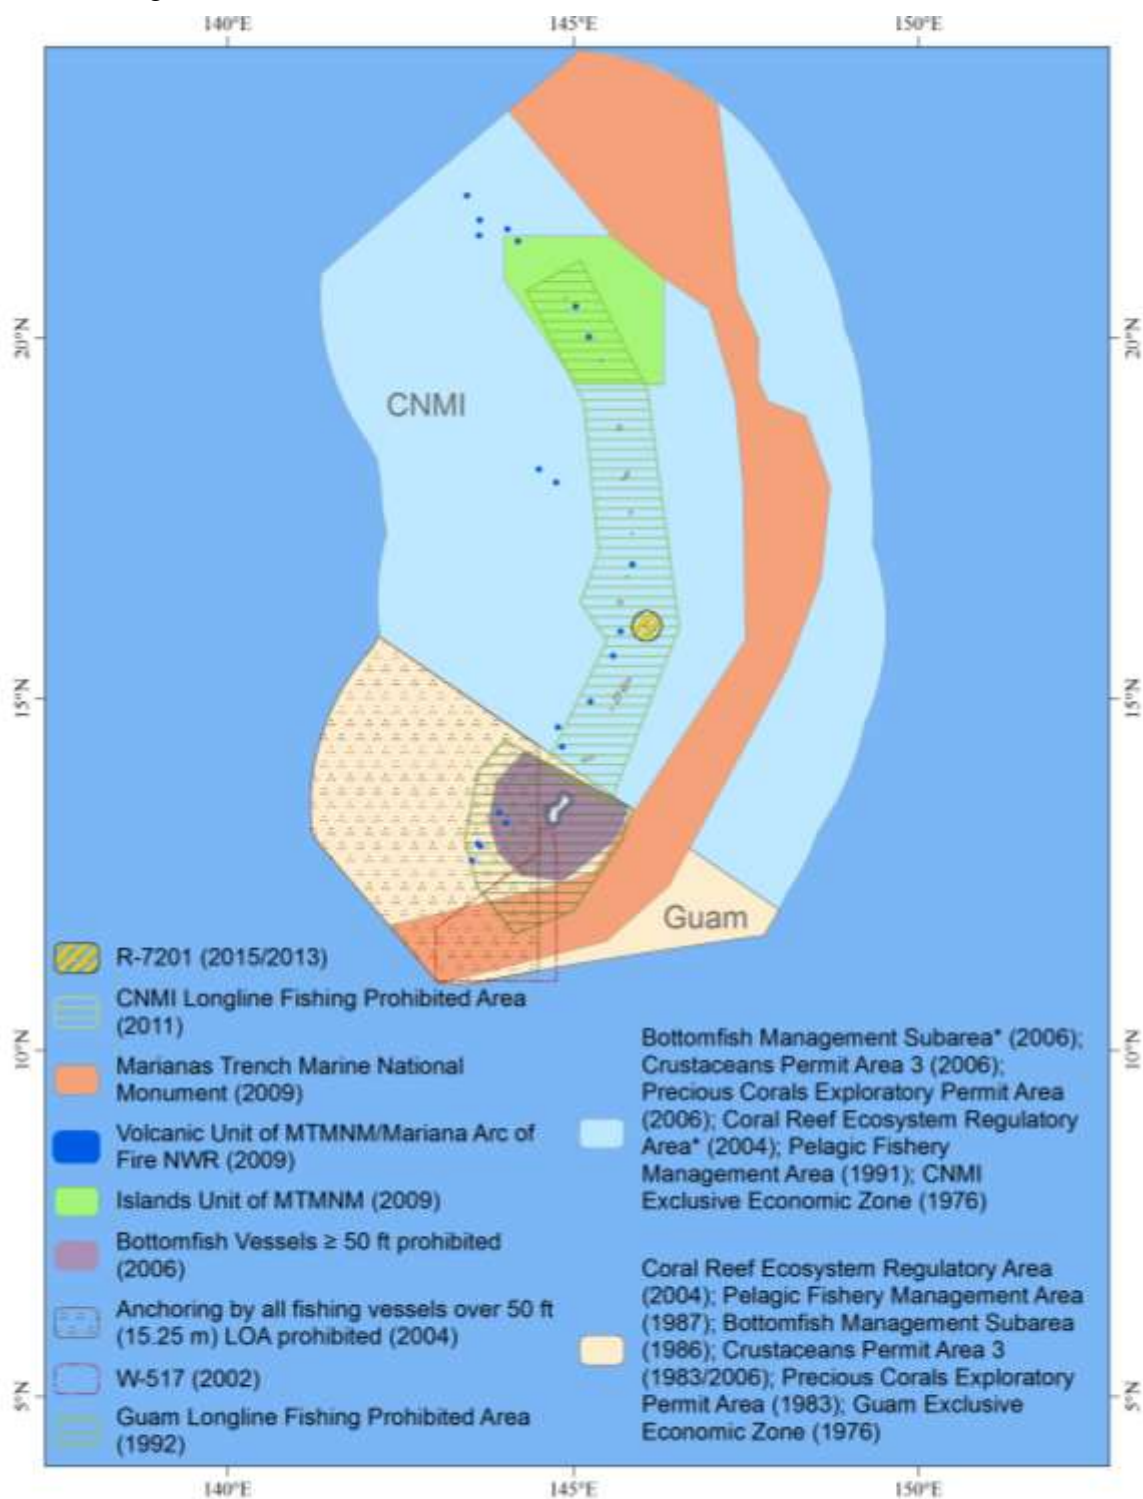 140°E 145°E 150°E
20°N 20°N
CNMI
15°N 15°N
Guam
R-7201 (2015/2013)
CNMI Longline Fishing Prohibited Area
(2011)
Marianas Trench Marine National
Monument (2009)
Volcanic Unit of MTMNM/Mariana Arc of
Fire NWR (2009)
Islands Unit of MTMNM (2009)
Bottomfish Vessels ≥ 50 ft prohibited
(2006)
Anchoring by all fishing vessels over 50 ft
(15.25 m) LOA prohibited (2004)
W-517 (2002)
Guam Longline Fishing Prohibited Area
(1992)
10°N 10°N
Bottomfish Management Subarea* (2006);
Crustaceans Permit Area 3 (2006);
Precious Corals Exploratory Permit Area
(2006); Coral Reef Ecosystem Regulatory
Area* (2004); Pelagic Fishery
Management Area (1991); CNMI
Exclusive Economic Zone (1976)
Coral Reef Ecosystem Regulatory Area
(2004); Pelagic Fishery Management Area
(1987); Bottomfish Management Subarea
(1986); Crustaceans Permit Area 3
(1983/2006); Precious Corals Exploratory
Permit Area (1983); Guam Exclusive
Economic Zone (1976)
5°N 5°N
140°E 145°E 150°E